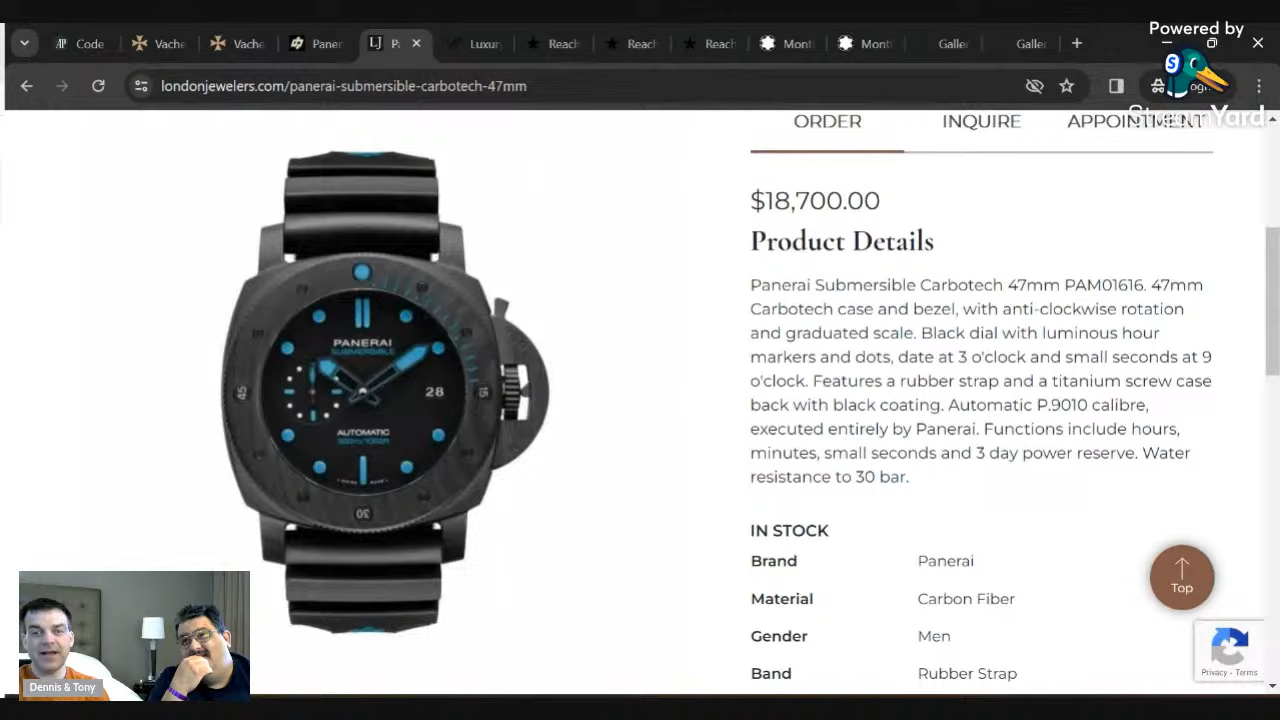 Powered by
StreamYard
Code
Vache
Vache
Paner
LJ
Pa
Luxur
Reach
Reach
Reach
Mont
Mont
Galler
Galler
londonjewelers.com/panerai-submersible-carbotech-47mm
ORDER
INQUIRE
APPOINTMENT
$18,700.00
Product Details
Panerai Submersible Carbotech 47mm PAM01616. 47mm
Carbotech case and bezel, with anti-clockwise rotation
and graduated scale. Black dial with luminous hour
markers and dots, date at 3 o'clock and small seconds at 9
o'clock. Features a rubber strap and a titanium screw case
back with black coating. Automatic P.9010 calibre,
executed entirely by Panerai. Functions include hours,
minutes, small seconds and 3 day power reserve. Water
resistance to 30 bar.
IN STOCK
Brand Panerai
Material Carbon Fiber
Gender Men
Band Rubber Strap
Top
Privacy - Terms
PANERAI
SUBMERSIBLE
28
45
15
30
AUTOMATIC
Dennis & Tony